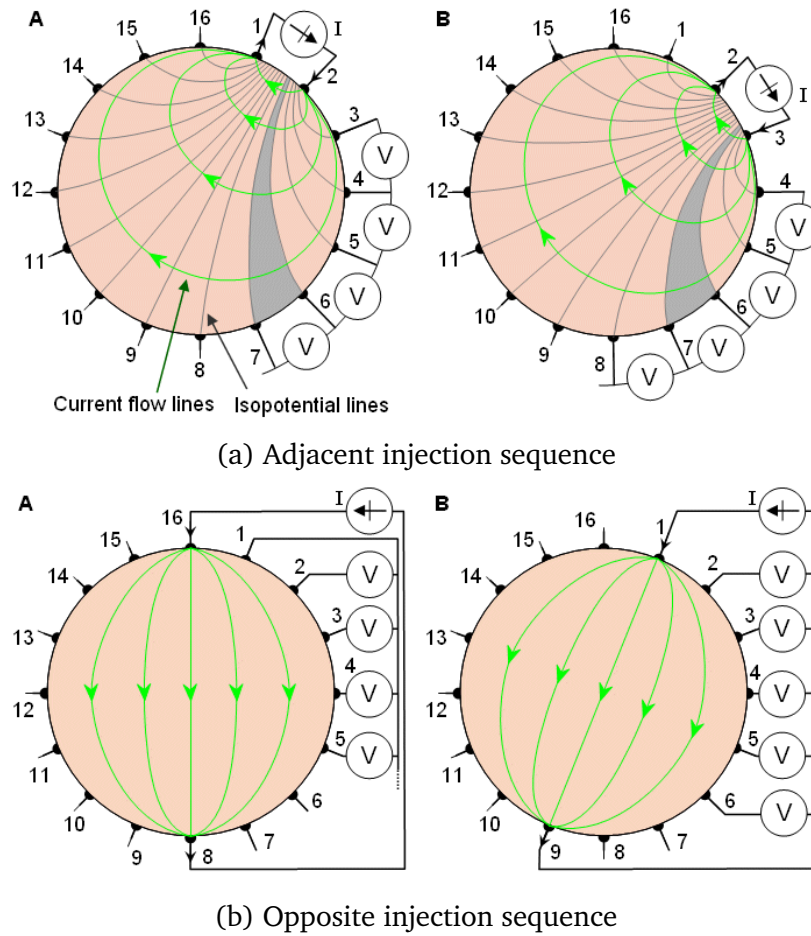 A
16
1
I
2
15
14
3
13
V
4
12
V
5
11
V
6
10
V
9
8
7
Current flow lines
Isopotential lines
B
16
1
2
15
I
14
3
13
V
4
12
V
5
11
V
6
10
V
7
9
8
V
(a) Adjacent injection sequence
A
16
I
1
15
2
V
14
3
V
13
4
V
12
5
V
11
6
10
7
9
8
B
16
I
1
15
2
V
14
3
V
13
4
V
12
5
V
11
6
V
10
7
9
8
(b) Opposite injection sequence